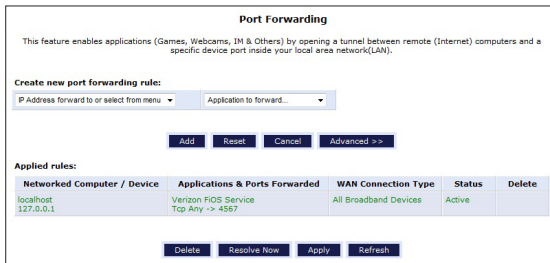 Port Forwarding
This feature enables applications (Games, Webcams, IM & Others) by opening a tunnel between remote (Internet) computers and a
specific device port inside your local area network(LAN).
Create new port forwarding rule:
IP Address forward to or select from menu Application to forward...
Add Reset Cancel Advanced >>
Applied rules:
Networked Computer / Device Applications & Ports Forwarded WAN Connection Type Status Delete
localhost Verizon FiOS Service All Broadband Devices Active
127.0.0.1 Tcp Any -> 4567
Delete Resolve Now Apply Refresh